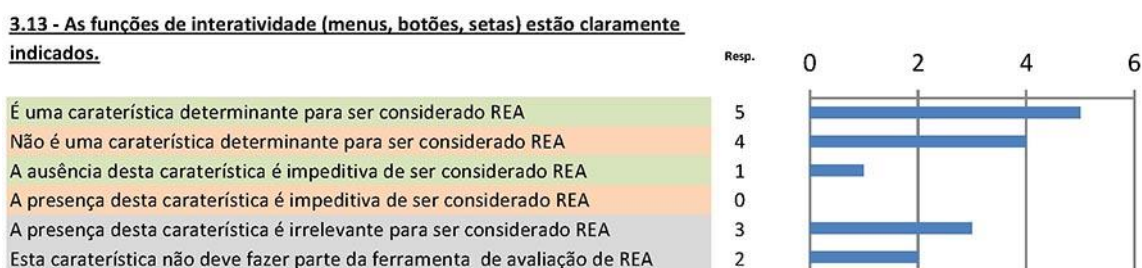 3.13 - As funções de interatividade (menus, botões, setas) estão claramente
indicados.
Resp.
0 2 4 6
É uma caraterística determinante para ser considerado REA 5
Não é uma caraterística determinante para ser considerado REA 4
A ausência desta caraterística é impeditiva de ser considerado REA 1
A presença desta caraterística é impeditiva de ser considerado REA 0
A presença desta caraterística é irrelevante para ser considerado REA 3
Esta caraterística não deve fazer parte da ferramenta de avaliação de REA 2